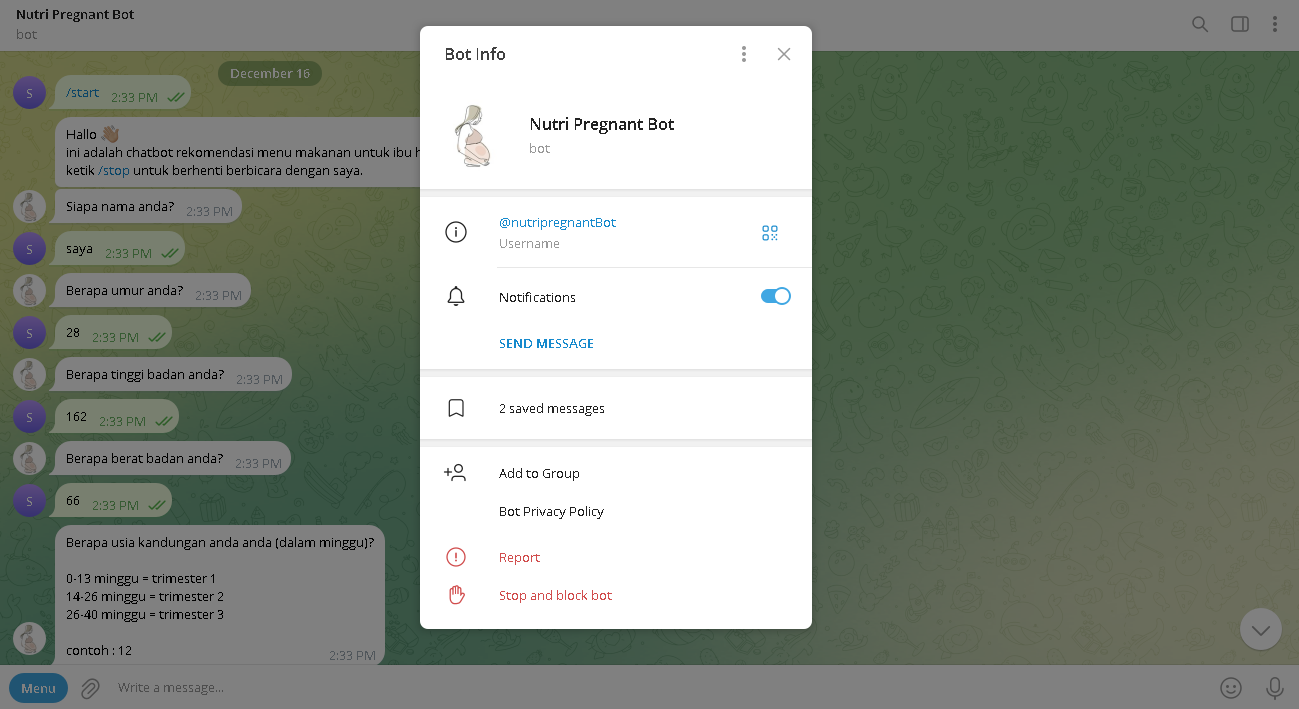 Nutri Pregnant Bot
bot
December 16
S
/start 2:33 PM
Hallo
ini adalah chatbot rekomendasi menu makanan untuk ibu
ketik /stop untuk berhenti berbicara dengan saya.
Siapa nama anda? 2:33 PM
S
saya 2:33 PM
Berapa umur anda? 2:33 PM
S
28 2:33 PM
Berapa tinggi badan anda? 2:33 PM
S
162 2:33 PM
Berapa berat badan anda? 2:33 PM
S
66 2:33 PM
Berapa usia kandungan anda anda (dalam minggu)?
0-13 minggu = trimester 1
14-26 minggu = trimester 2
26-40 minggu = trimester 3
contoh : 12 2:33 PM
Menu
Write a message...
Bot Info
Nutri Pregnant Bot
bot
@nutripregnantBot
Username
Notifications
SEND MESSAGE
2 saved messages
Add to Group
Bot Privacy Policy
Report
Stop and block bot